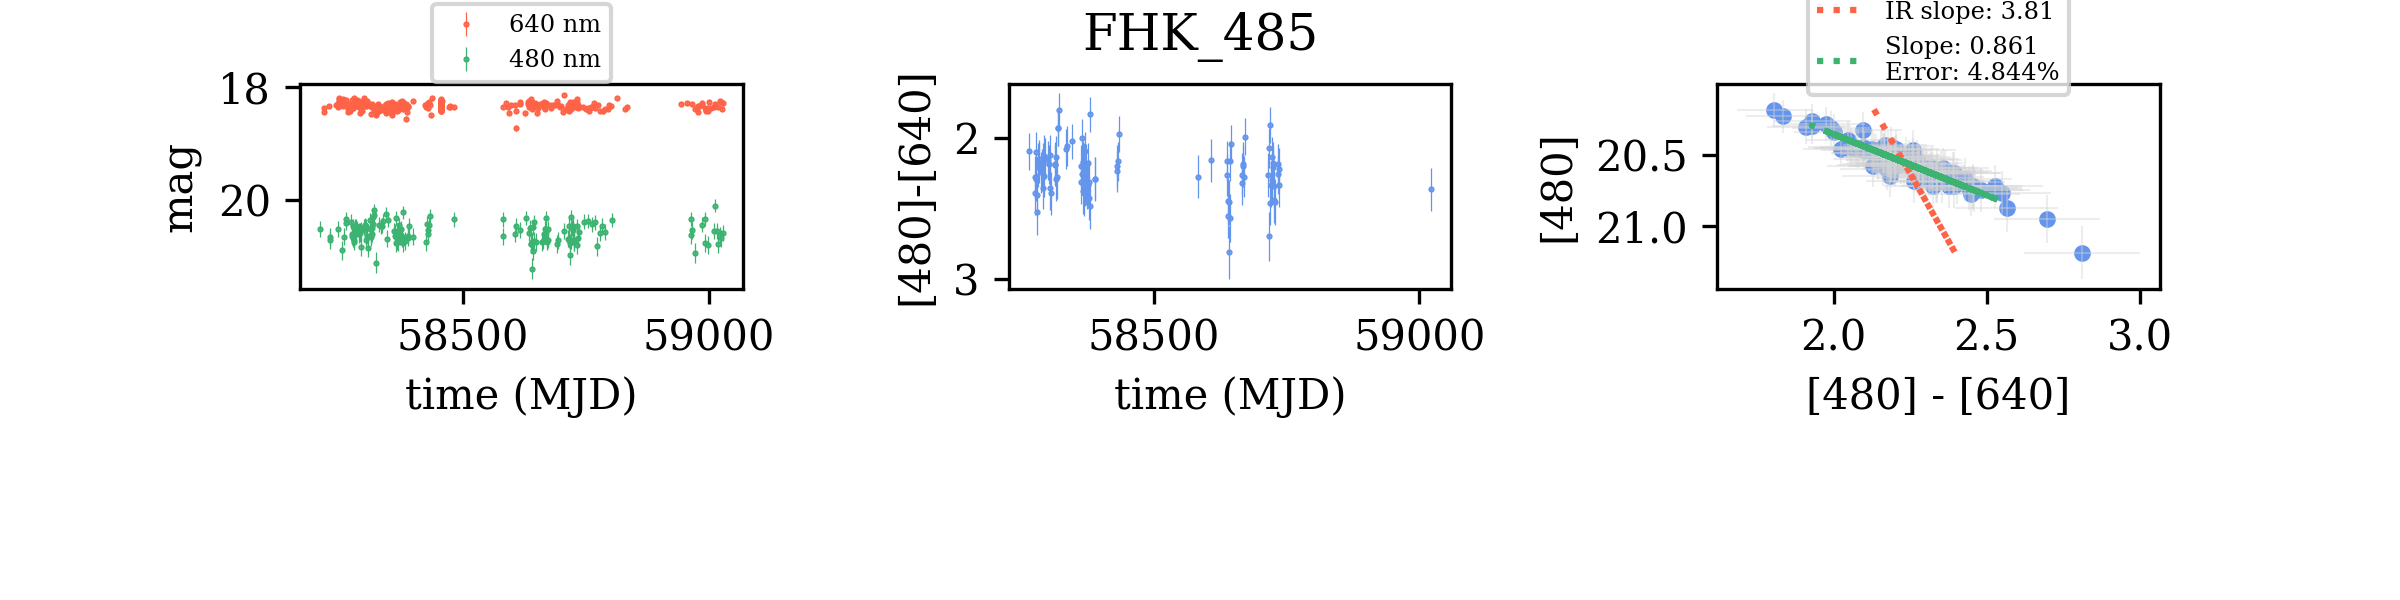 FHK_485
640 nm
480 nm
18
20
mag
58500 59000
time (MJD)
[480]-[640]
2
3
58500 59000
time (MJD)
IR slope: 3.81
Slope: 0.861
Error: 4.844%
[480]
20.5
21.0
2.0 2.5 3.0
[480] - [640]